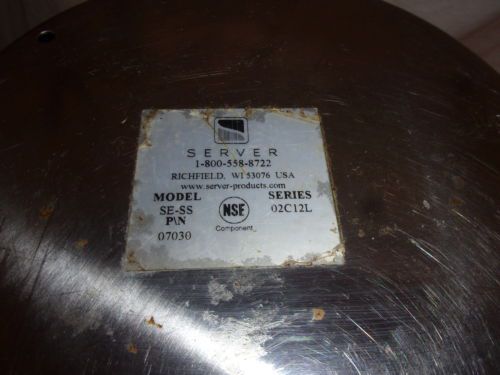 SERVER
1-800-558-8722
RICHFIELD, WI 53076 USA
www.server-products.com
MODEL SERIES
SE-SS NSF 02C12L
P\N
Component
07030